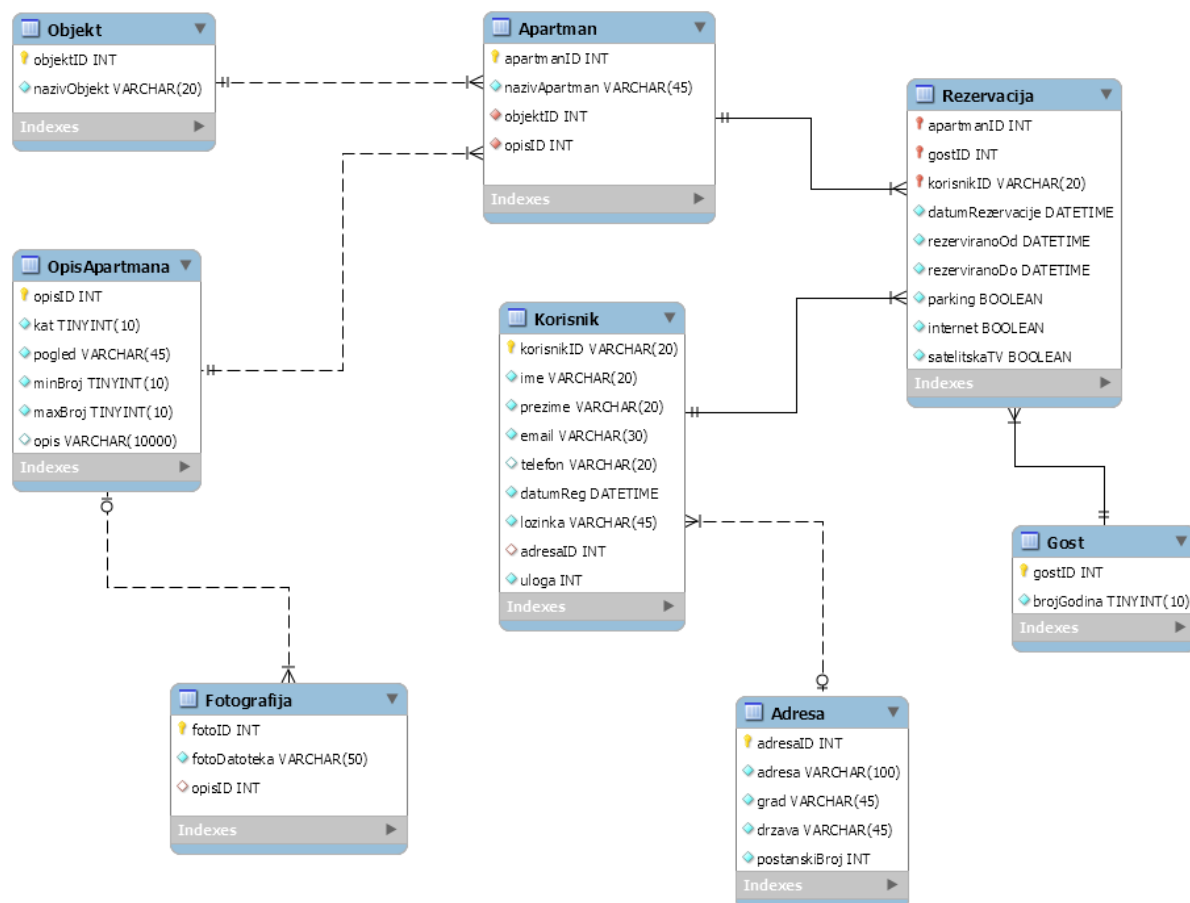 Objekt
objektID INT
nazivObjekt VARCHAR(20)
Indexes
Apartman
apartmanID INT
nazivApartman VARCHAR(45)
objektID INT
opisID INT
Indexes
Rezervacija
apartmanID INT
gostID INT
korisnikID VARCHAR(20)
datumRezervacije DATETIME
rezerviranoOd DATETIME
rezerviranoDo DATETIME
parking BOOLEAN
internet BOOLEAN
satelitskaTV BOOLEAN
Indexes
OpisApartmana
opisID INT
kat TINYINT(10)
pogled VARCHAR(45)
minBroj TINYINT(10)
maxBroj TINYINT(10)
opis VARCHAR(10000)
Indexes
Korisnik
korisnikID VARCHAR(20)
ime VARCHAR(20)
prezime VARCHAR(20)
email VARCHAR(30)
telefon VARCHAR(20)
datumReg DATETIME
lozinka VARCHAR(45)
adresaID INT
uloga INT
Indexes
Gost
gostID INT
brojGodina TINYINT(10)
Indexes
Fotografija
fotoID INT
fotoDatoteka VARCHAR(50)
opisID INT
Indexes
Adresa
adresaID INT
adresa VARCHAR(100)
grad VARCHAR(45)
drzava VARCHAR(45)
postanskiBroj INT
Indexes